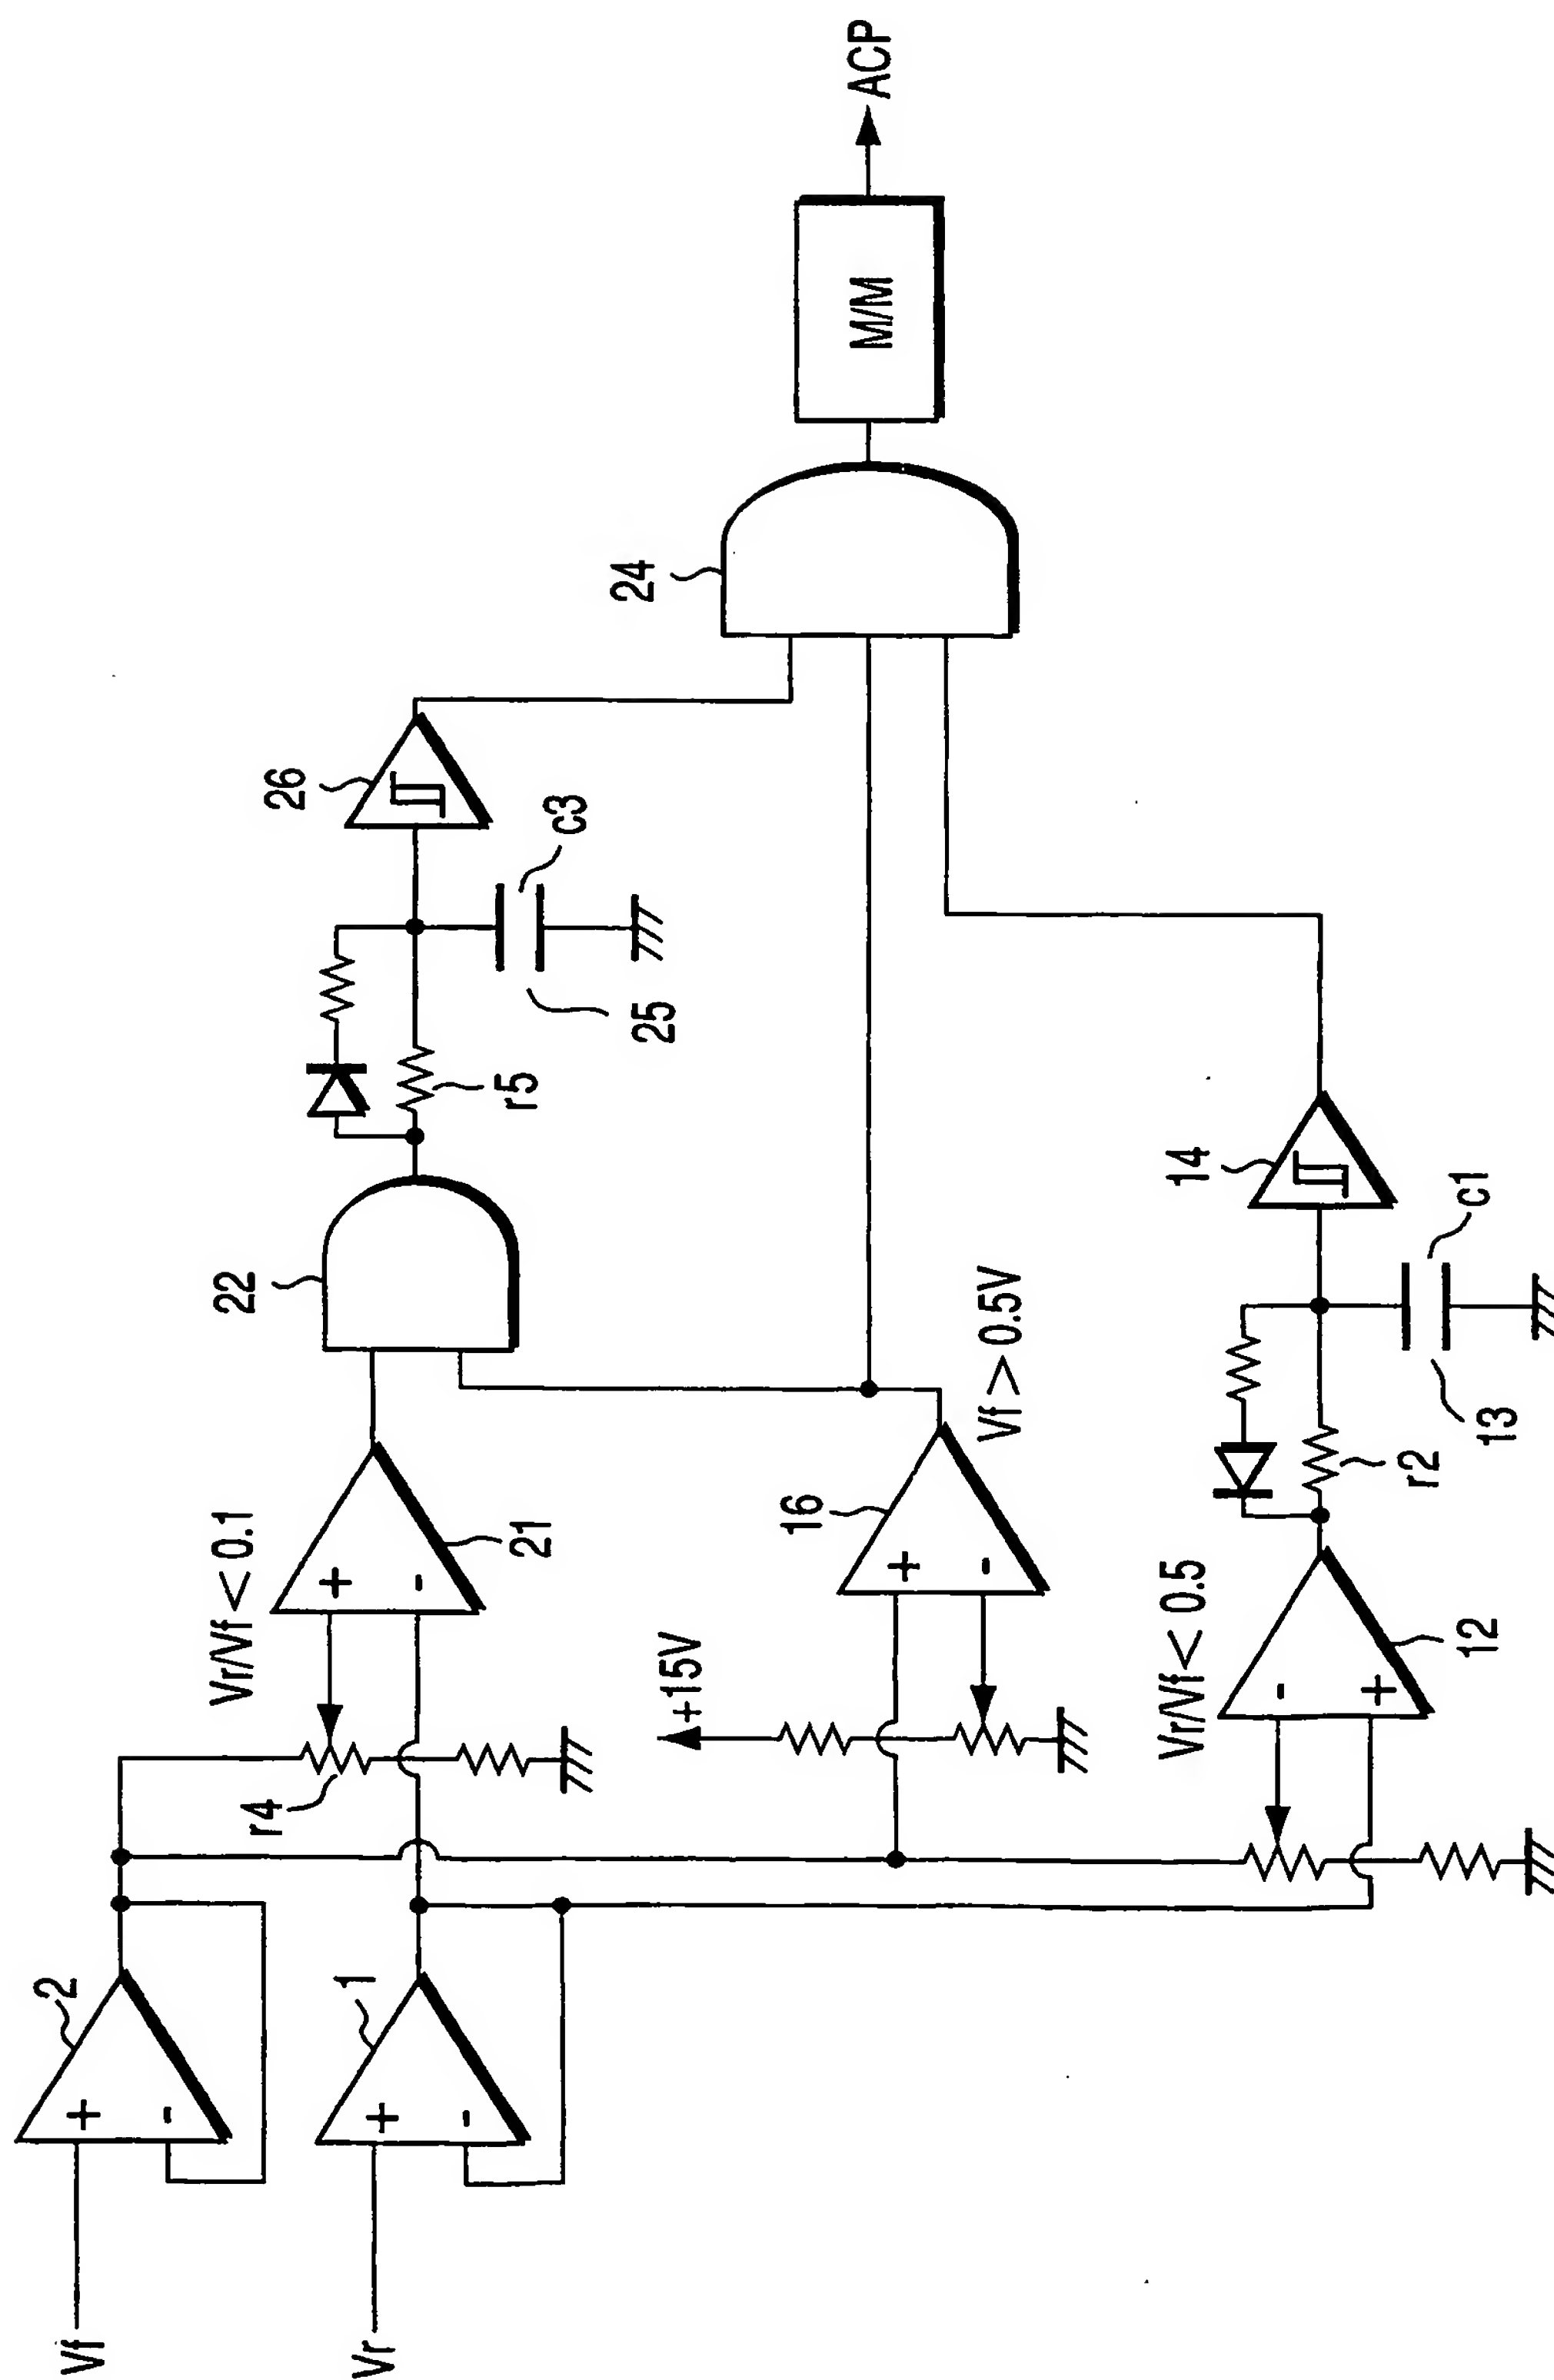 Vf
+
-
2
Vr
+
-
1
r4
Vr/Vf < 0.1
+
-
21
22
r5
25
c3
26
+15V
+
-
16
Vf > 0.5V
Vr/Vf < 0.5
-
+
12
r2
13
c1
14
24
M/M
ACP